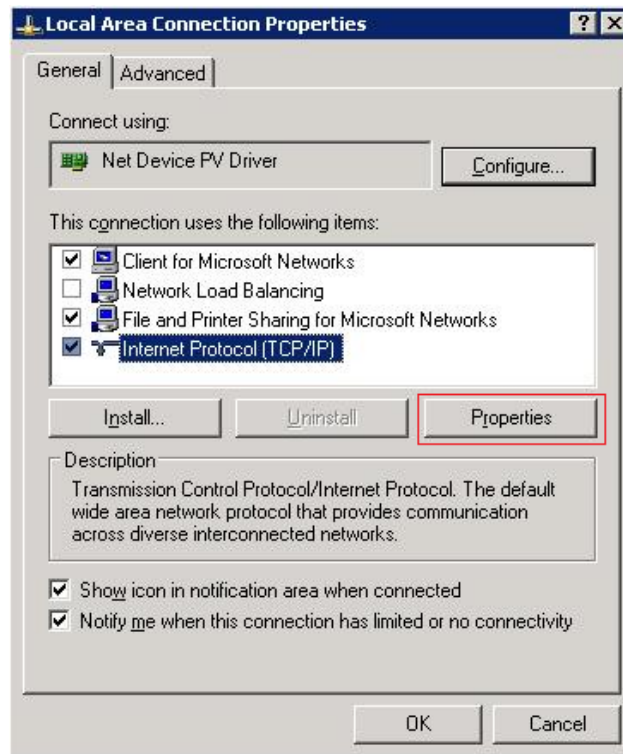 Local Area Connection Properties
General
Advanced
Connect using:
Net Device PV Driver
Configure...
This connection uses the following items:
Client for Microsoft Networks
Network Load Balancing
File and Printer Sharing for Microsoft Networks
Internet Protocol (TCP/IP)
Install...
Uninstall
Properties
Description
Transmission Control Protocol/Internet Protocol. The default
wide area network protocol that provides communication
across diverse interconnected networks.
Show icon in notification area when connected
Notify me when this connection has limited or no connectivity
OK
Cancel